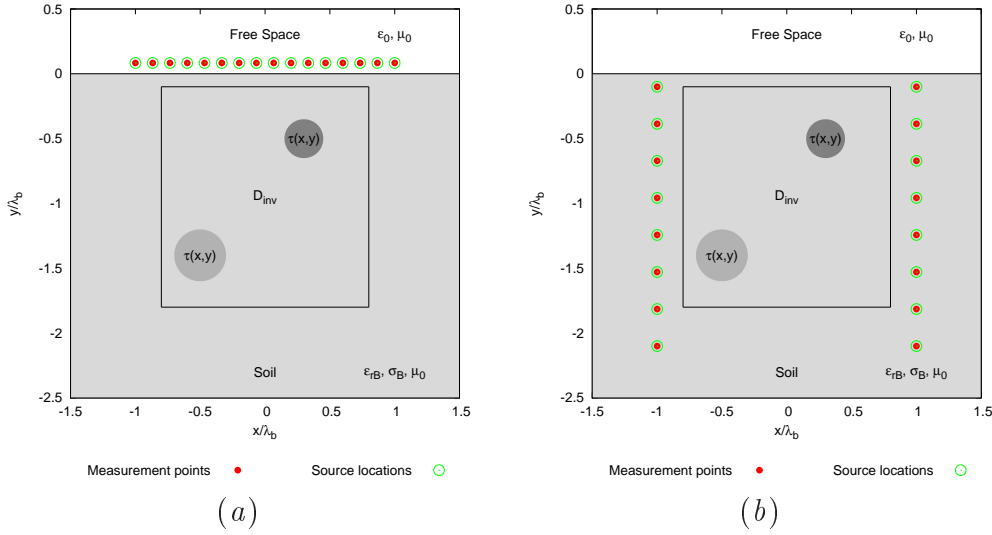 0.5
0
-0.5
-1
-1.5
-2
-2.5
y/λb
Free Space
ε0, μ0
τ(x,y)
Dinv
τ(x,y)
Soil
εrB, σB, μ0
-1.5 -1 -0.5 0 0.5 1 1.5
x/λb
Measurement points
Source locations
(a)
0.5
0
-0.5
-1
-1.5
-2
-2.5
y/λb
Free Space
ε0, μ0
τ(x,y)
Dinv
τ(x,y)
Soil
εrB, σB, μ0
-1.5 -1 -0.5 0 0.5 1 1.5
x/λb
Measurement points
Source locations
(b)